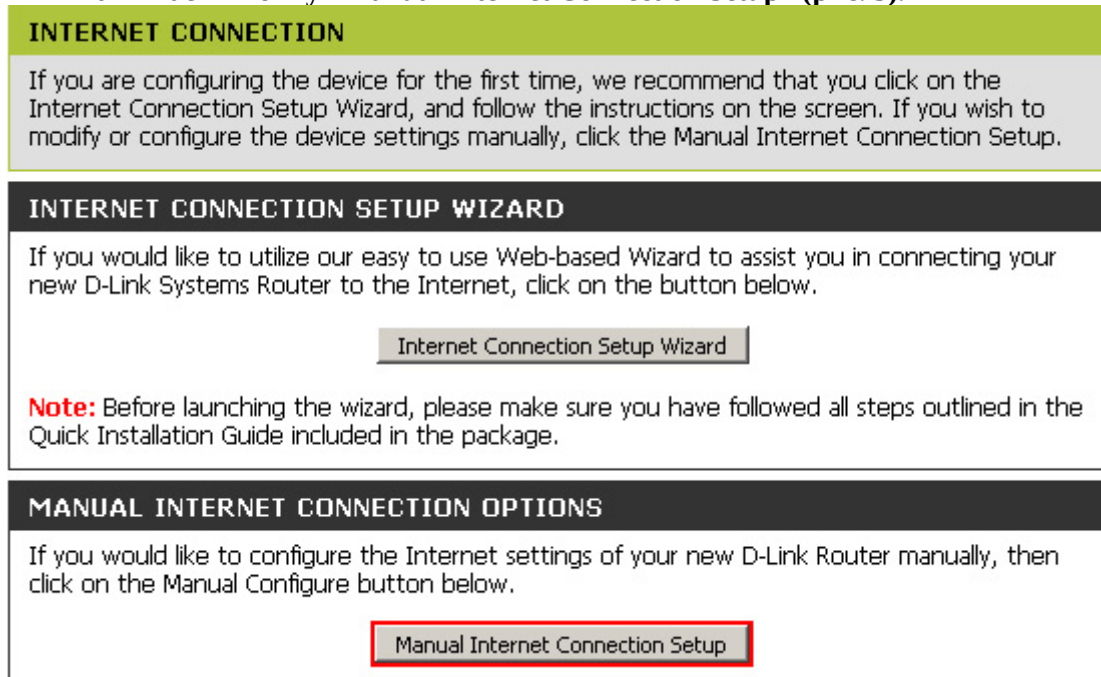 INTERNET CONNECTION
If you are configuring the device for the first time, we recommend that you click on the
Internet Connection Setup Wizard, and follow the instructions on the screen. If you wish to
modify or configure the device settings manually, click the Manual Internet Connection Setup.
INTERNET CONNECTION SETUP WIZARD
If you would like to utilize our easy to use Web-based Wizard to assist you in connecting your
new D-Link Systems Router to the Internet, click on the button below.
Internet Connection Setup Wizard
Note: Before launching the wizard, please make sure you have followed all steps outlined in the
Quick Installation Guide included in the package.
MANUAL INTERNET CONNECTION OPTIONS
If you would like to configure the Internet settings of your new D-Link Router manually, then
click on the Manual Configure button below.
Manual Internet Connection Setup